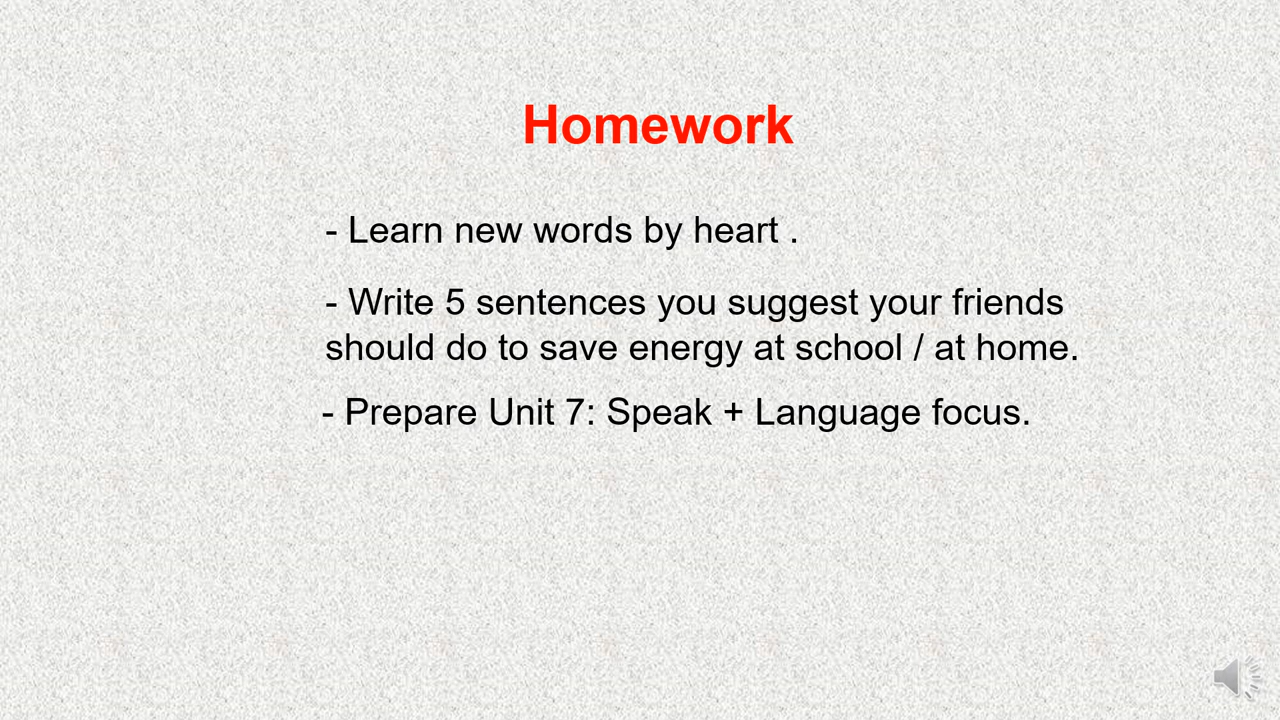 Homework
- Learn new words by heart .
- Write 5 sentences you suggest your friends
should do to save energy at school / at home.
- Prepare Unit 7: Speak + Language focus.